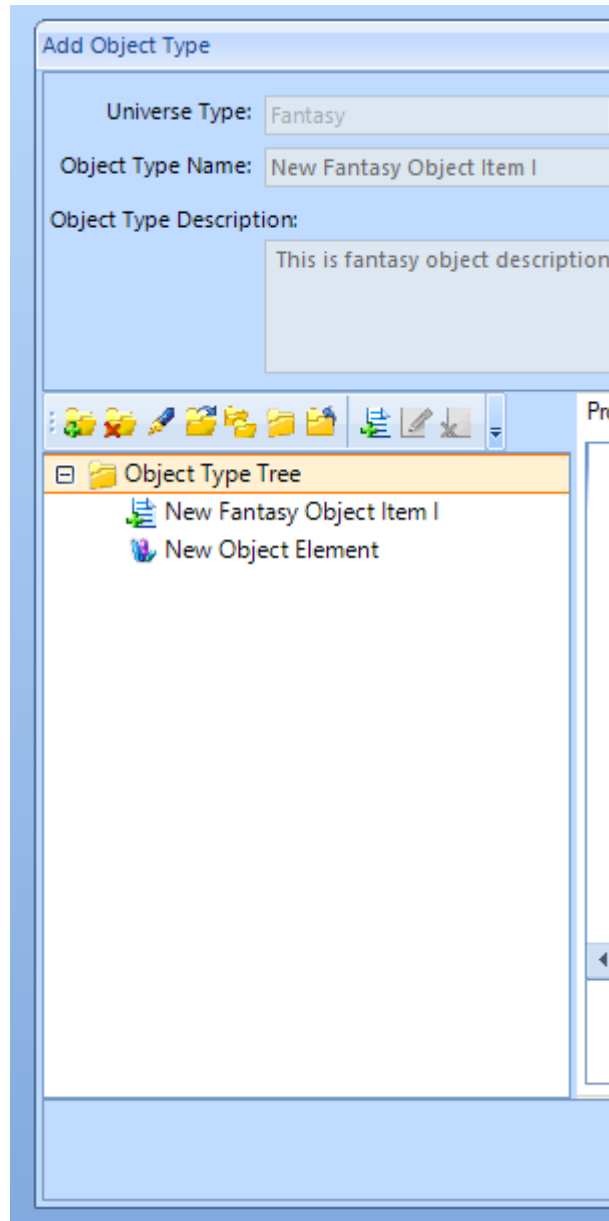 Add Object Type
Universe Type: Fantasy
Object Type Name: New Fantasy Object Item I
Object Type Description:
This is fantasy object description
Object Type Tree
New Fantasy Object Item I
New Object Element